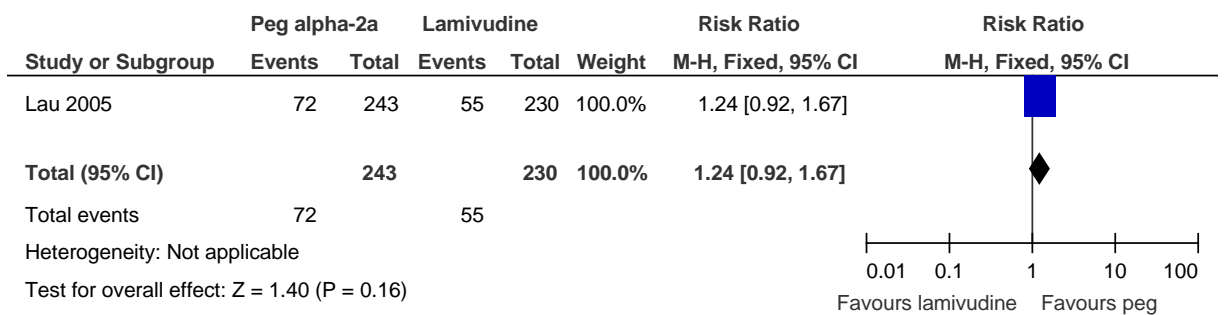 Peg alpha-2a Lamivudine Risk Ratio Risk Ratio
Study or Subgroup Events Total Events Total Weight M-H, Fixed, 95% CI M-H, Fixed, 95% CI
Lau 2005 72 243 55 230 100.0% 1.24 [0.92, 1.67]
Total (95% CI) 243 230 100.0% 1.24 [0.92, 1.67]
Total events 72 55
Heterogeneity: Not applicable
Test for overall effect: Z = 1.40 (P = 0.16)
0.01 0.1 1 10 100
Favours lamivudine Favours peg